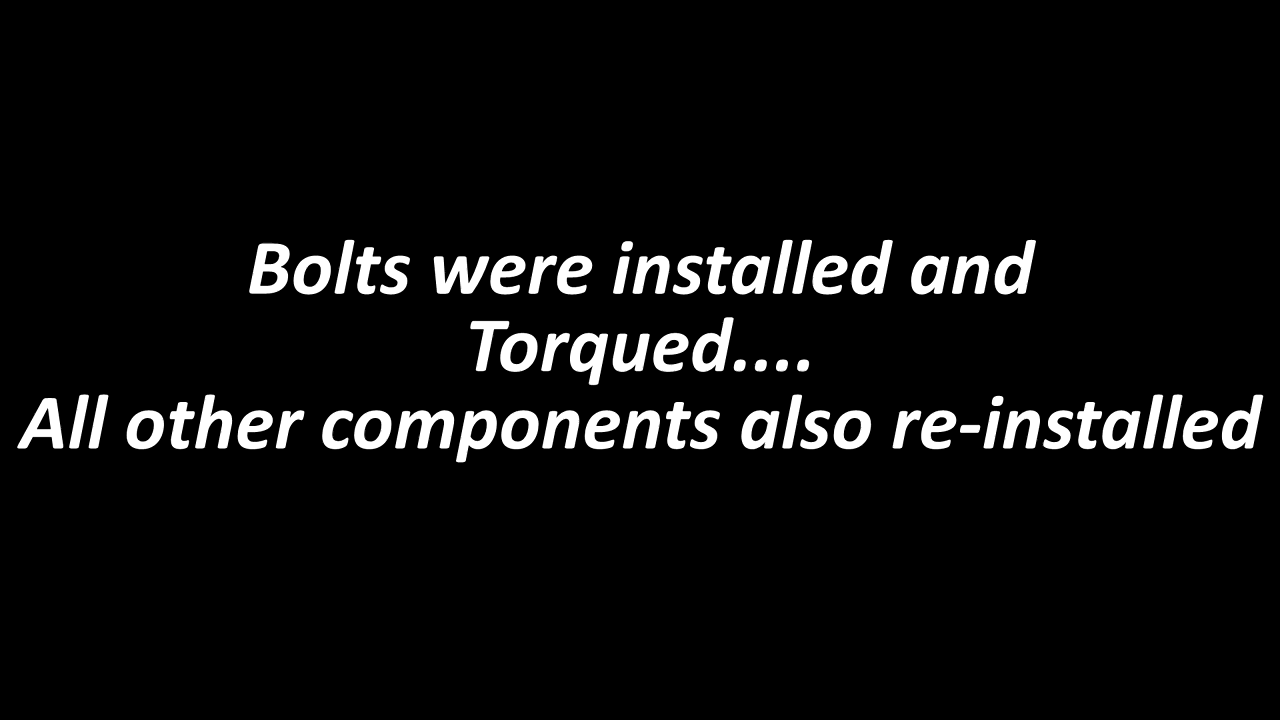 Bolts were installed and
Torqued....
All other components also re-installed